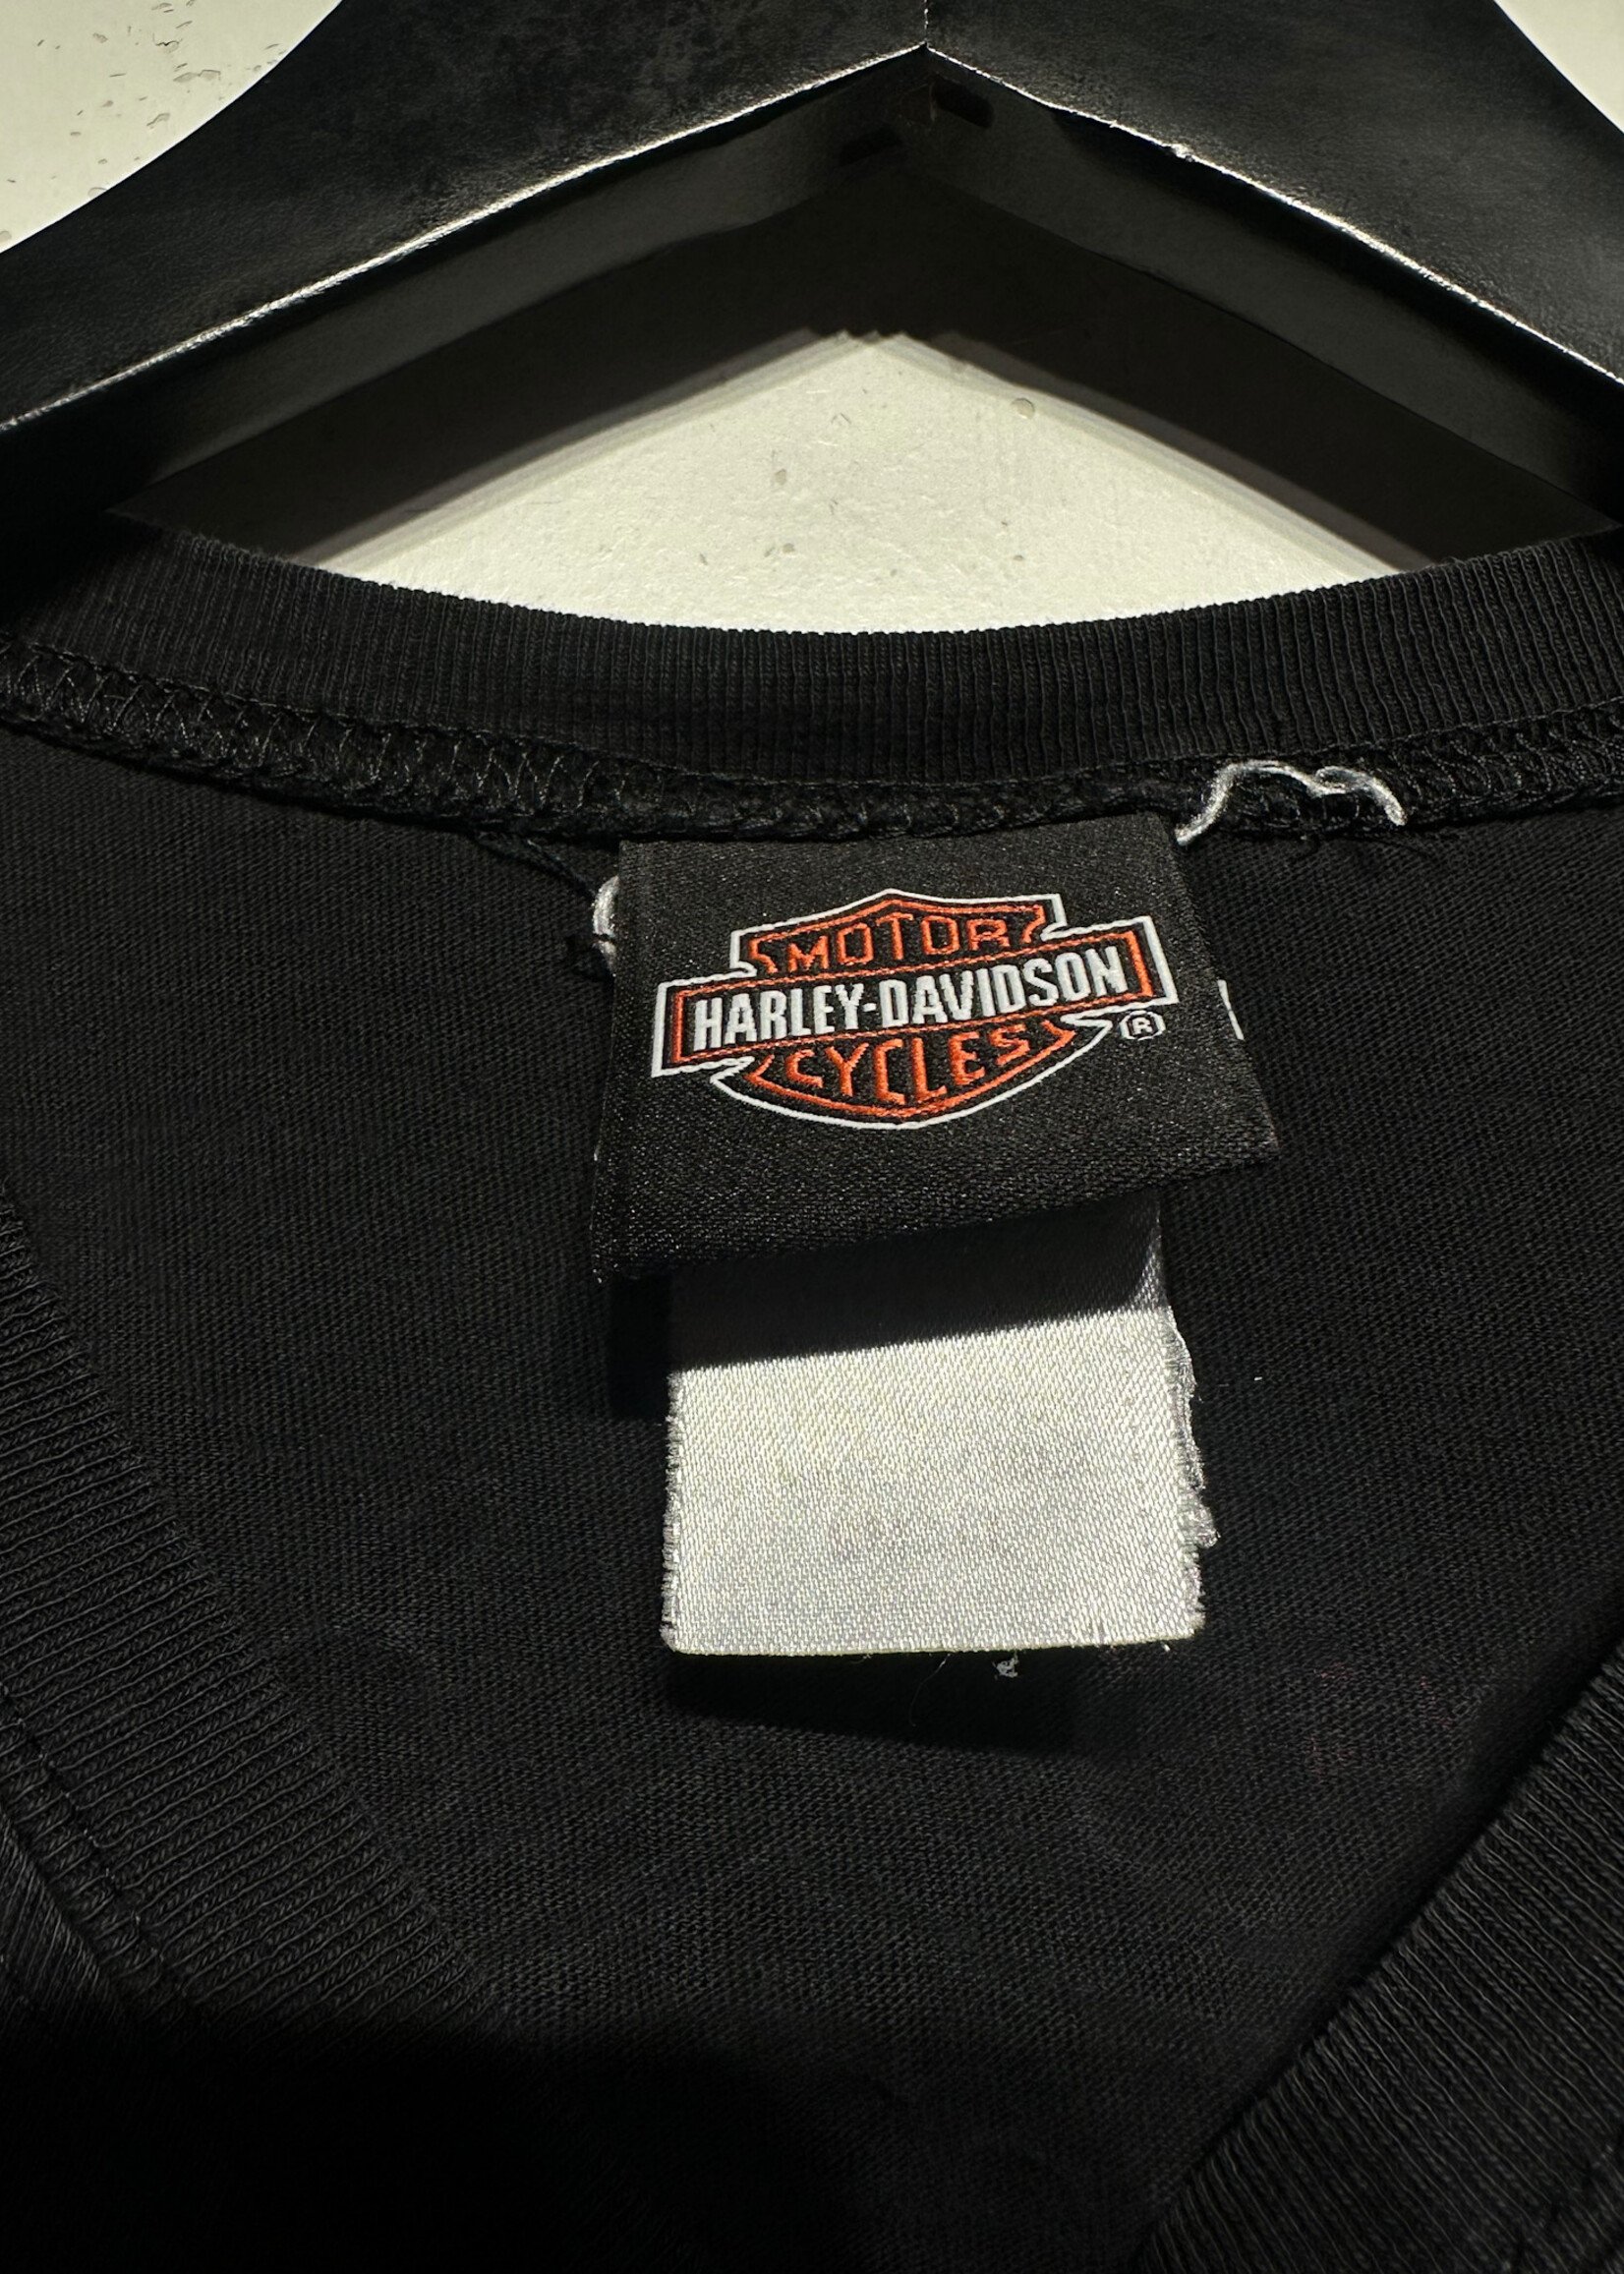 MOTOR
HARLEY-DAVIDSON
CYCLES
®